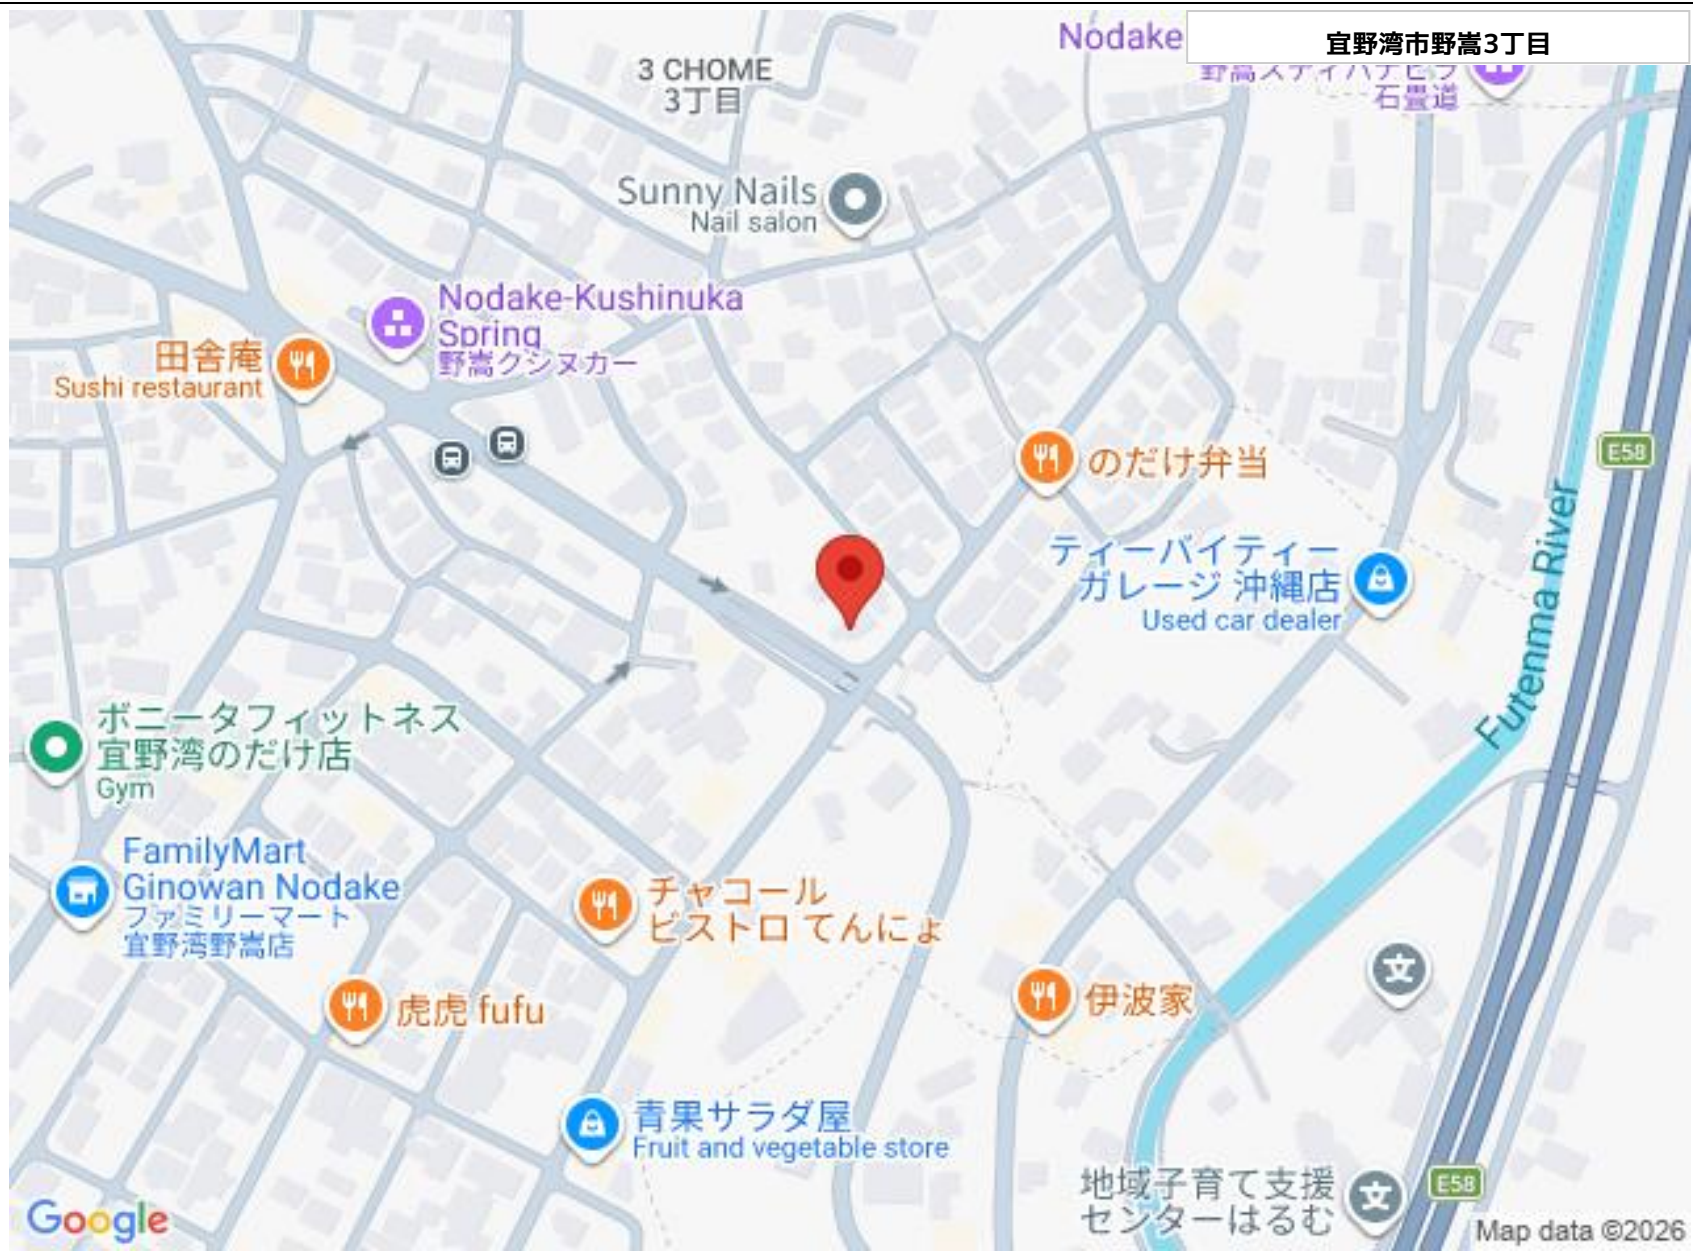 宜野湾市野嵩3丁目
Nodake
石畳道
3 CHOME
3丁目
Sunny Nails
Nail salon
Nodake-Kushinuka
Spring
野嵩クシヌカー
田舎庵
Sushi restaurant
のだけ弁当
E58
ティーバイティー
ガレージ 沖縄店
Used car dealer
Futenma River
ボニータフィットネス
宜野湾のだけ店
Gym
FamilyMart
Ginowan Nodake
ファミリーマート
宜野湾野嵩店
チャコール
ビストロ てんにょ
文
虎虎 fufu
伊波家
青果サラダ屋
Fruit and vegetable store
地域子育て支援
センターはるむ
文
E58
Google
Map data ©2026